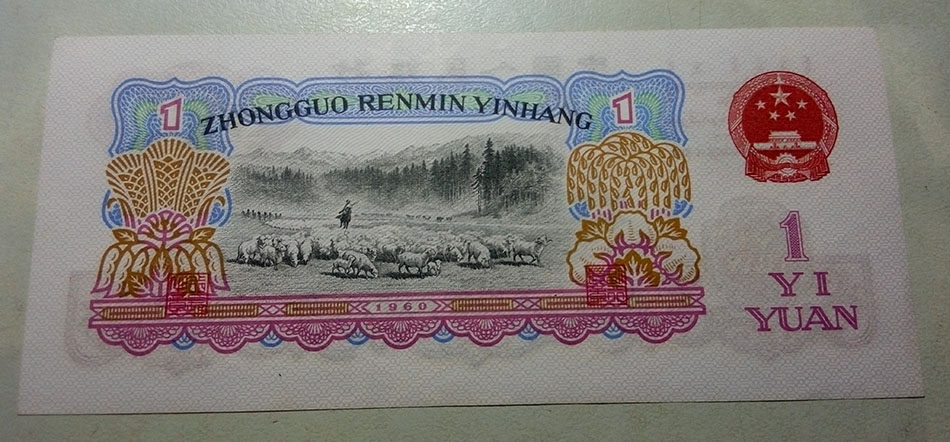 1 ZHONGGUO RENMIN YINHANG 1
1960
1
YI
YUAN